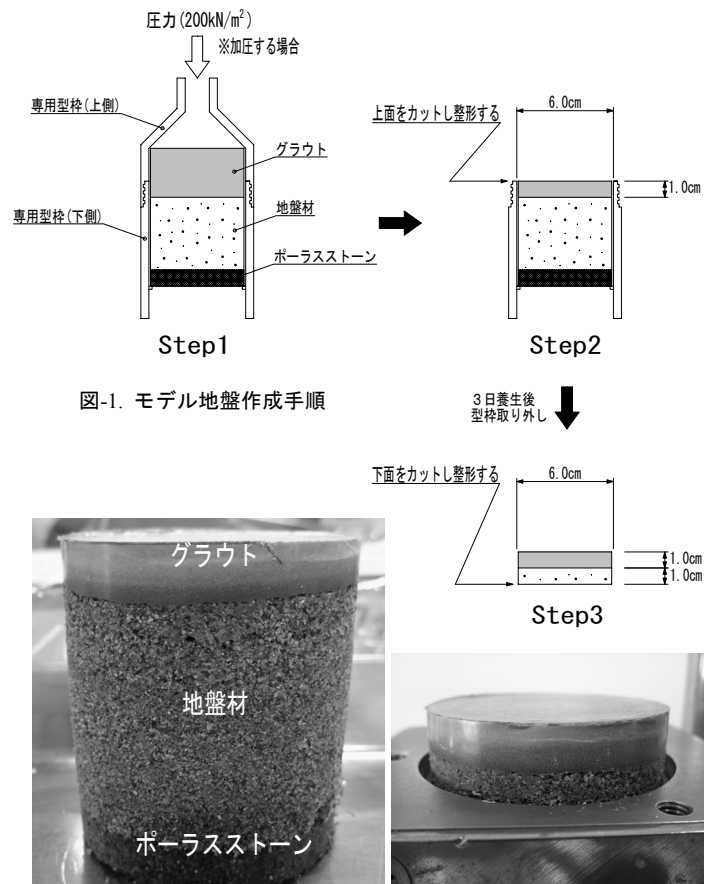 圧力(200kN/m²)
※加圧する場合
専用型枠(上側)
グラウト
地盤材
専用型枠(下側)
ポーラスストーン
Step1
上面をカットし整形する
6.0cm
1.0cm
Step2
図-1. モデル地盤作成手順
3日養生後
型枠取り外し
下面をカットし整形する
6.0cm
1.0cm
1.0cm
Step3
グラウト
地盤材
ポーラスストーン